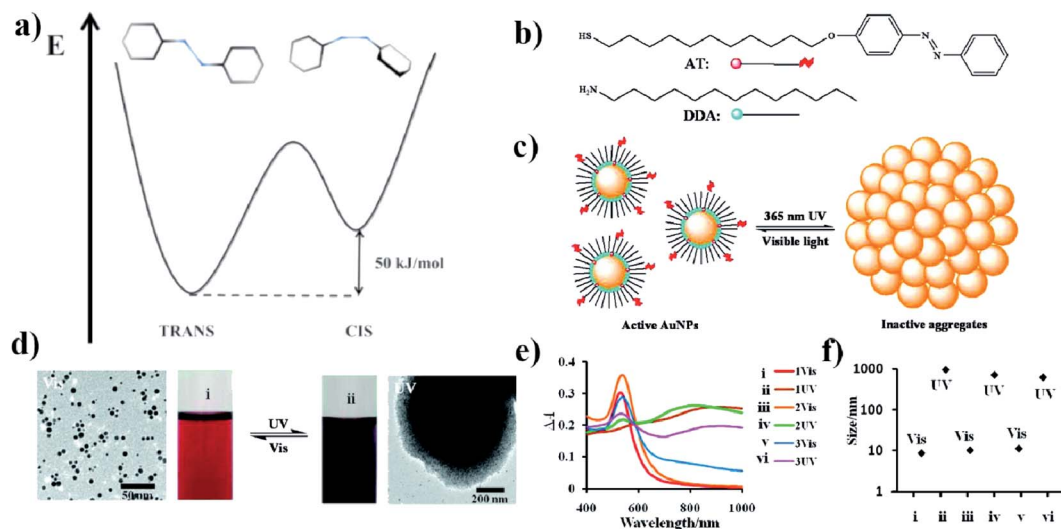 a)
E
TRANS
CIS
50 kJ/mol
b)
HS
O
N
N
AT:
H₂N
DDA:
c)
365 nm UV
Visible light
Active AuNPs
Inactive aggregates
d)
Vis
50 nm
i
UV
Vis
ii
UV
200 nm
e)
ΔA
0.4
0.3
0.2
0.1
0
400 600 800 1000
Wavelength/nm
i 1Vis
ii 1UV
iii 2Vis
iv 2UV
v 3Vis
vi 3UV
f)
Size/nm
1000
100
10
1
UV UV UV
Vis Vis Vis
i ii iii iv v vi